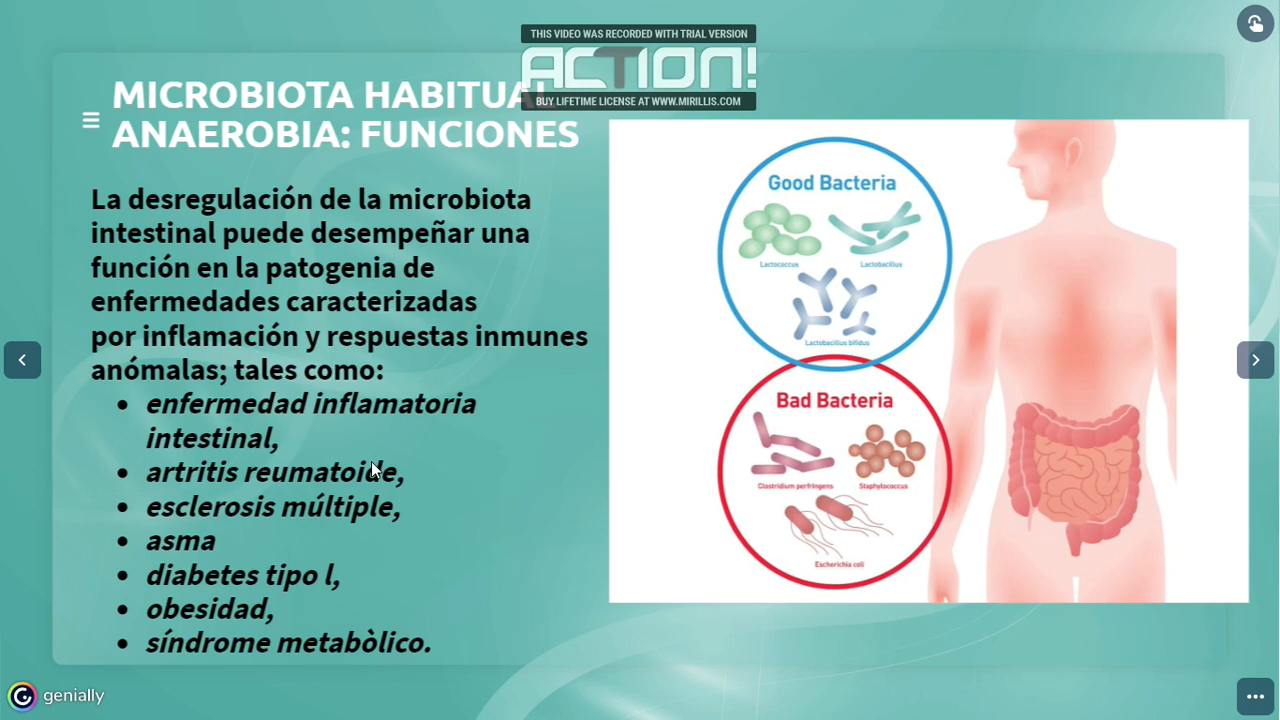 THIS VIDEO WAS RECORDED WITH TRIAL VERSION
ACTION!
BUY LIFETIME LICENSE AT WWW.MIRILLIS.COM
MICROBIOTA HABITUAL
ANAEROBIA: FUNCIONES
La desregulación de la microbiota
intestinal puede desempeñar una
función en la patogenia de
enfermedades caracterizadas
por inflamación y respuestas inmunes
anómalas; tales como:
• enfermedad inflamatoria
intestinal,
• artritis reumatoide,
• esclerosis múltiple,
• asma
• diabetes tipo l,
• obesidad,
• síndrome metabòlico.
Good Bacteria
Lactococcus
Lactobacillus
Lactobacillus bifidus
Bad Bacteria
Clostridium perfringens
Staphylococcus
Escherichia coli
genially